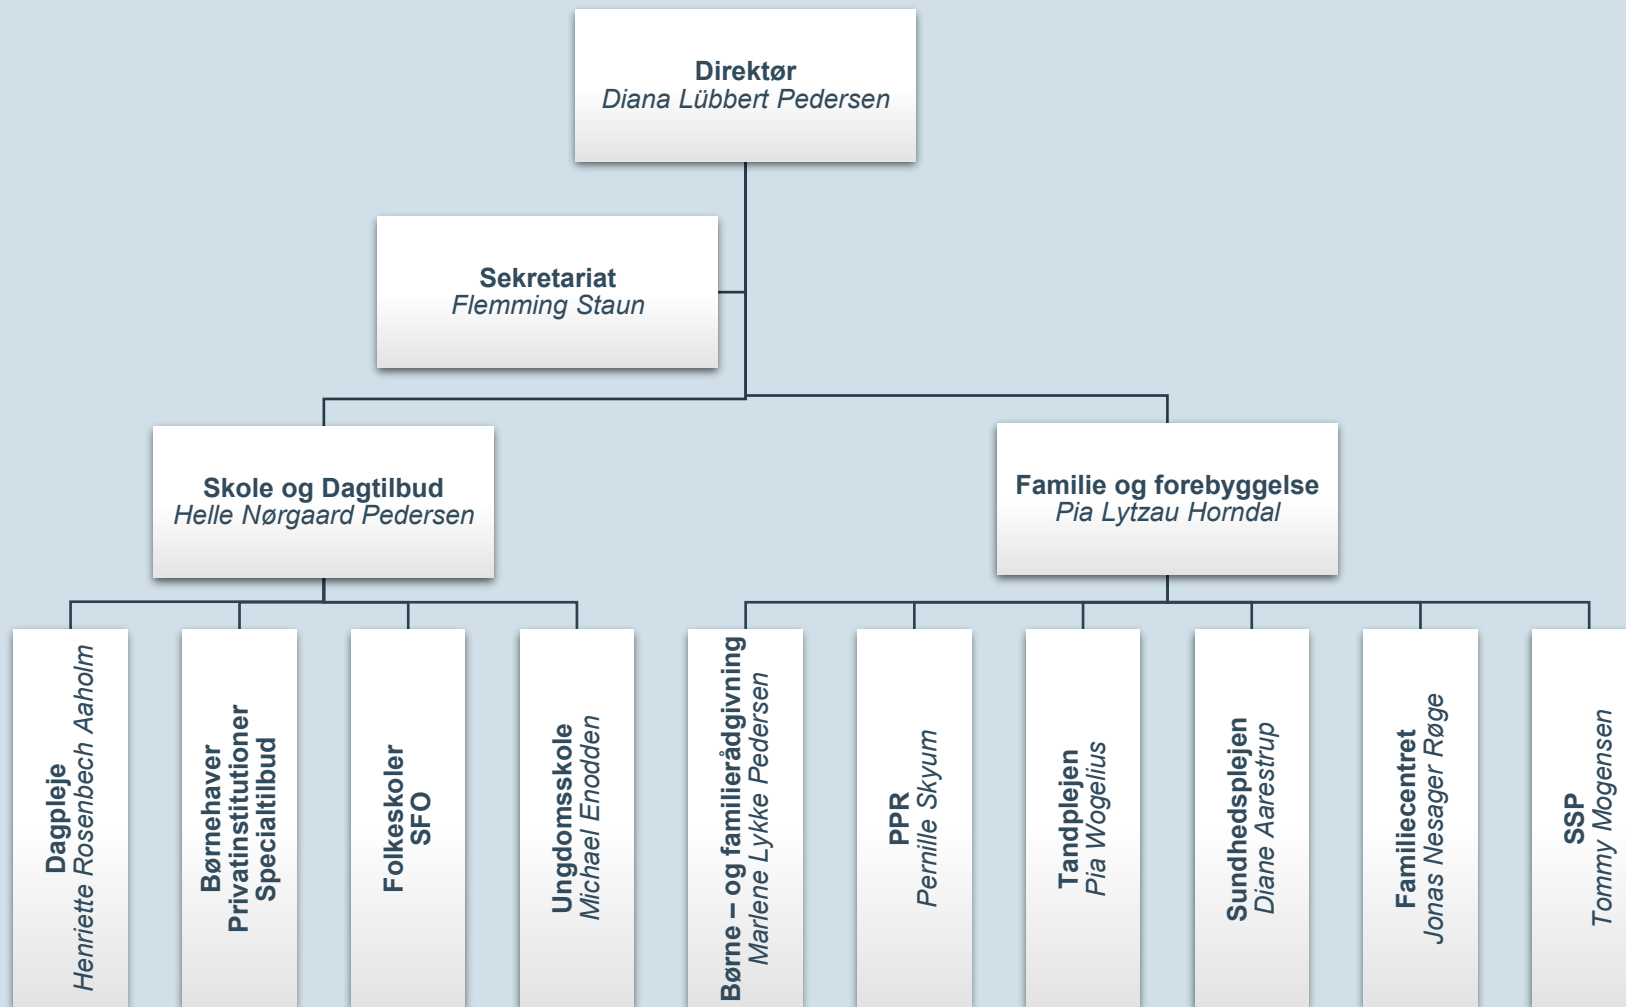 Direktør
Diana Lübbert Pedersen
Sekretariat
Flemming Staun
Skole og Dagtilbud
Helle Nørgaard Pedersen
Familie og forebyggelse
Pia Lytzau Horndal
Dagpleje
Henriette Rosenbech Aaholm
Børnehaver
Privatinstitutioner
Specialtilbud
Folkeskoler
SFO
Ungdomsskole
Michael Enodden
Børne – og familierådgivning
Marlene Lykke Pedersen
PPR
Pernille Skyum
Tandplejen
Pia Wogelius
Sundhedsplejen
Diane Aarestrup
Familiecentret
Jonas Nesager Røge
SSP
Tommy Mogensen